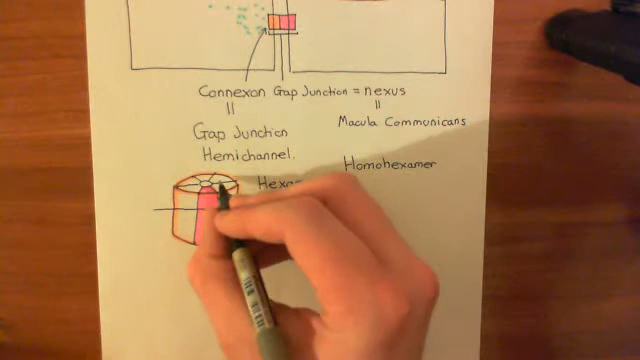 Connexon Gap Junction = nexus
=
=
Gap Junction
Macula Communicans
Hemichannel.
Homohexamer